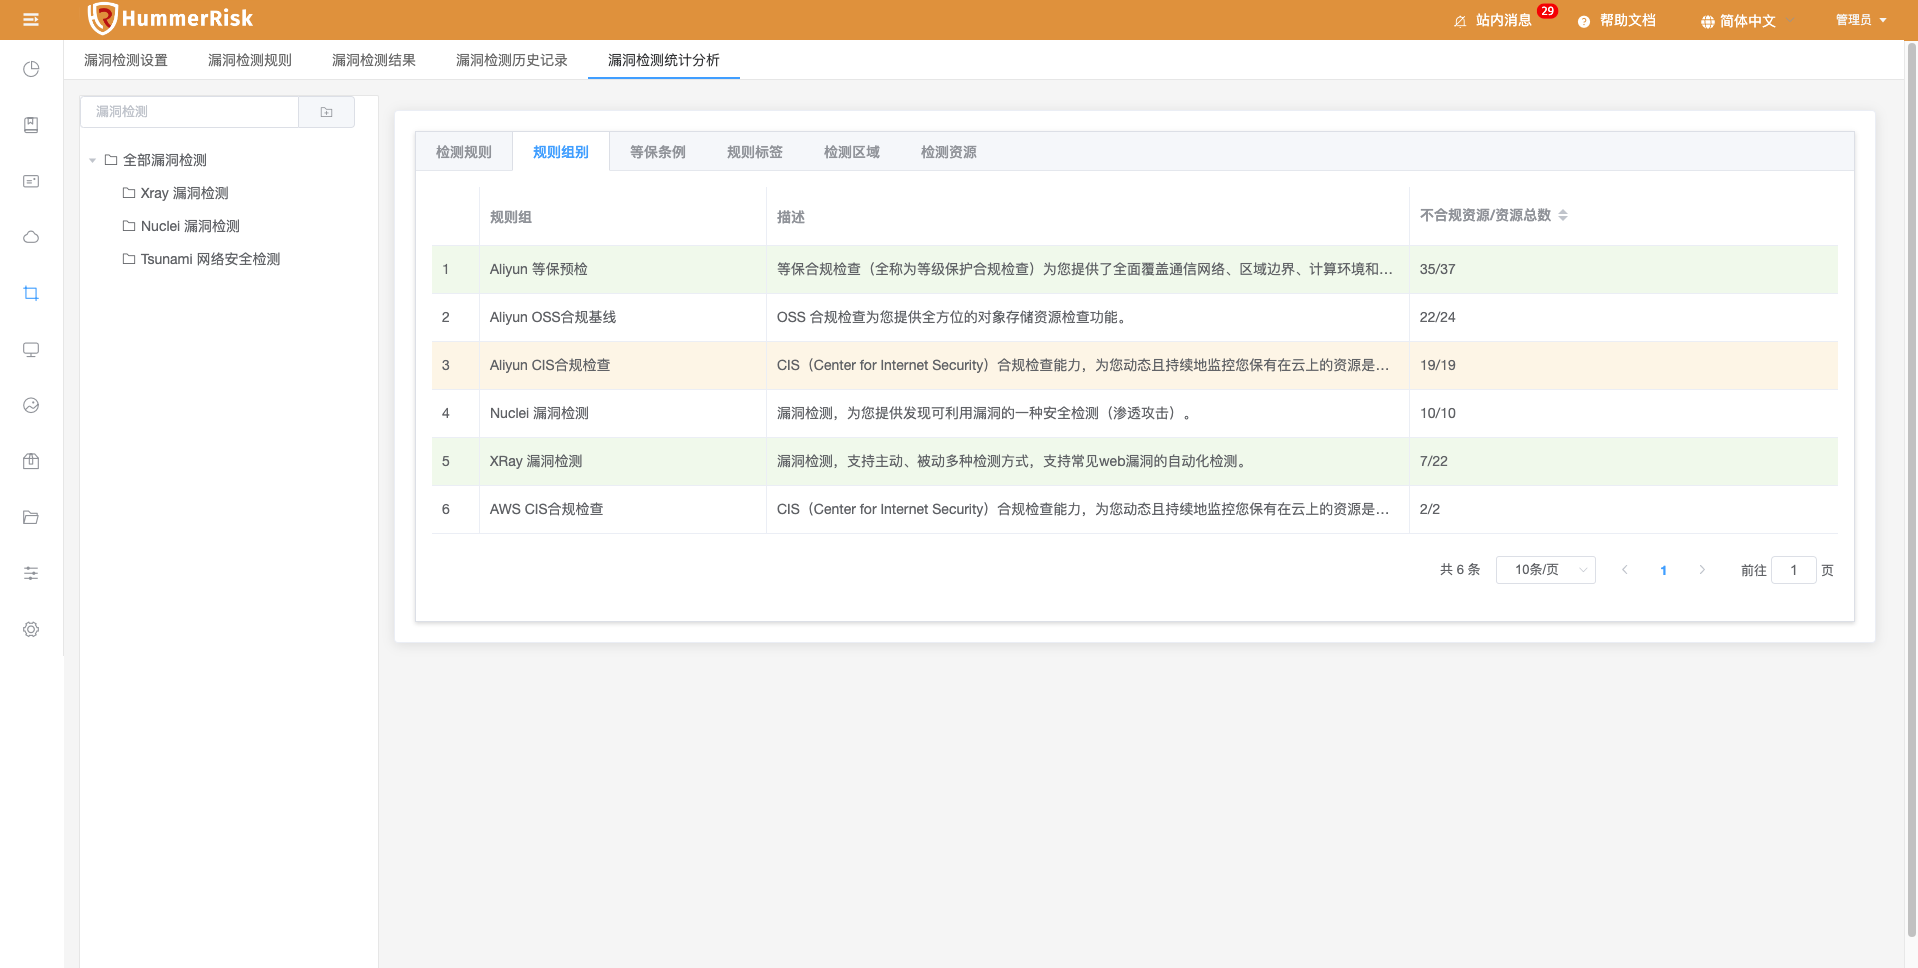 HummerRisk
站内消息 29
帮助文档
简体中文
管理员
漏洞检测设置
漏洞检测规则
漏洞检测结果
漏洞检测历史记录
漏洞检测统计分析
漏洞检测
全部漏洞检测
Xray 漏洞检测
Nuclei 漏洞检测
Tsunami 网络安全检测
检测规则 规则组别 等保条例 规则标签 检测区域 检测资源
规则组 描述 不合规资源/资源总数
1 Aliyun 等保预检 等保合规检查（全称为等级保护合规检查）为您提供了全面覆盖通信网络、区域边界、计算环境和... 35/37
2 Aliyun OSS合规基线 OSS 合规检查为您提供全方位的对象存储资源检查功能。 22/24
3 Aliyun CIS合规检查 CIS（Center for Internet Security）合规检查能力，为您动态且持续地监控您保有在云上的资源是... 19/19
4 Nuclei 漏洞检测 漏洞检测，为您提供发现可利用漏洞的一种安全检测（渗透攻击）。 10/10
5 XRay 漏洞检测 漏洞检测，支持主动、被动多种检测方式，支持常见web漏洞的自动化检测。 7/22
6 AWS CIS合规检查 CIS（Center for Internet Security）合规检查能力，为您动态且持续地监控您保有在云上的资源是... 2/2
共 6 条 10条/页 1 前往 1 页